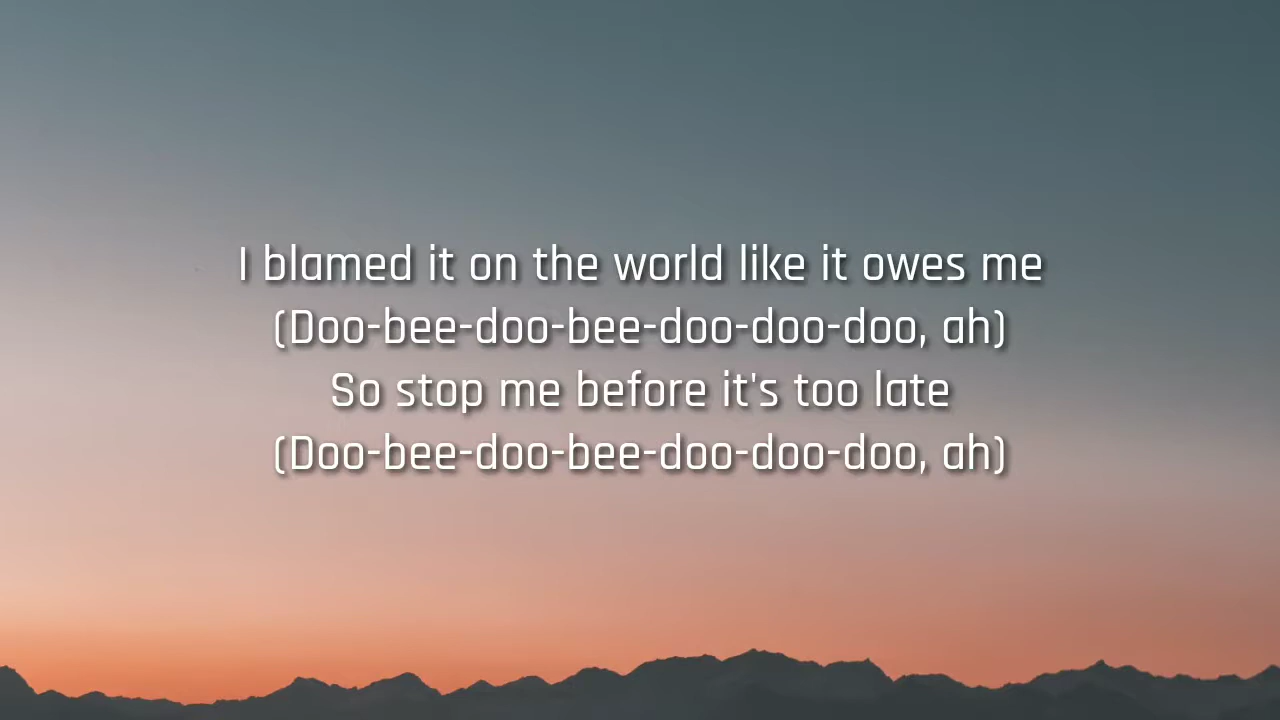 I blamed it on the world like it owes me
(Doo-bee-doo-bee-doo-doo-doo, ah)
So stop me before it's too late
(Doo-bee-doo-bee-doo-doo-doo, ah)